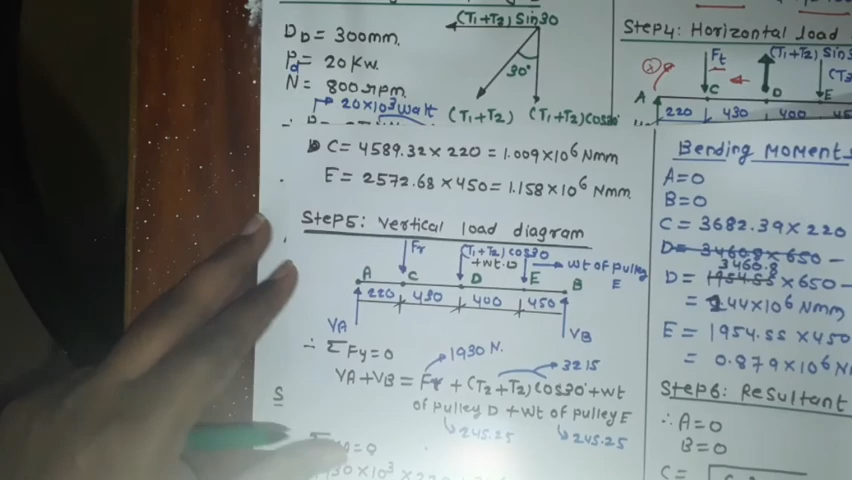 (T1+T2) Sin30
DD = 300mm.
Pd = 20 Kw.
N = 800 rpm.
20×10³ watt
30°
(T1+T2)
(T1+T2)Cos30
C = 4589.32 × 220 = 1.009×10⁶ Nmm
E = 2572.68 × 450 = 1.158×10⁶ Nmm
Step5: Vertical load diagram
Fr
(T1+T2)Cos30
+wt.D
wt of pulley
E
A
C
D
E
B
220
430
400
450
VA
VB
∴ ΣFy=0
1930 N.
3215
VA+VB = Fr + (T2+T2)Cos30+wt
of pulley D + wt of pulley E
245.25
245.25
S
Step4: Horizontal load
Ft
(T1+T2) Sin
A
C
D
E
220
430
400
Bending Moment
A=0
B=0
C = 3682.39 × 220
D= 3460.8 × 650 -
3460.8
D = 1954.55 × 650 -
= 244×10⁶ Nmm
E = 1954.55 × 450
= 0.879×10⁶ N
Step6: Resultant
∴ A=0
B=0
C =